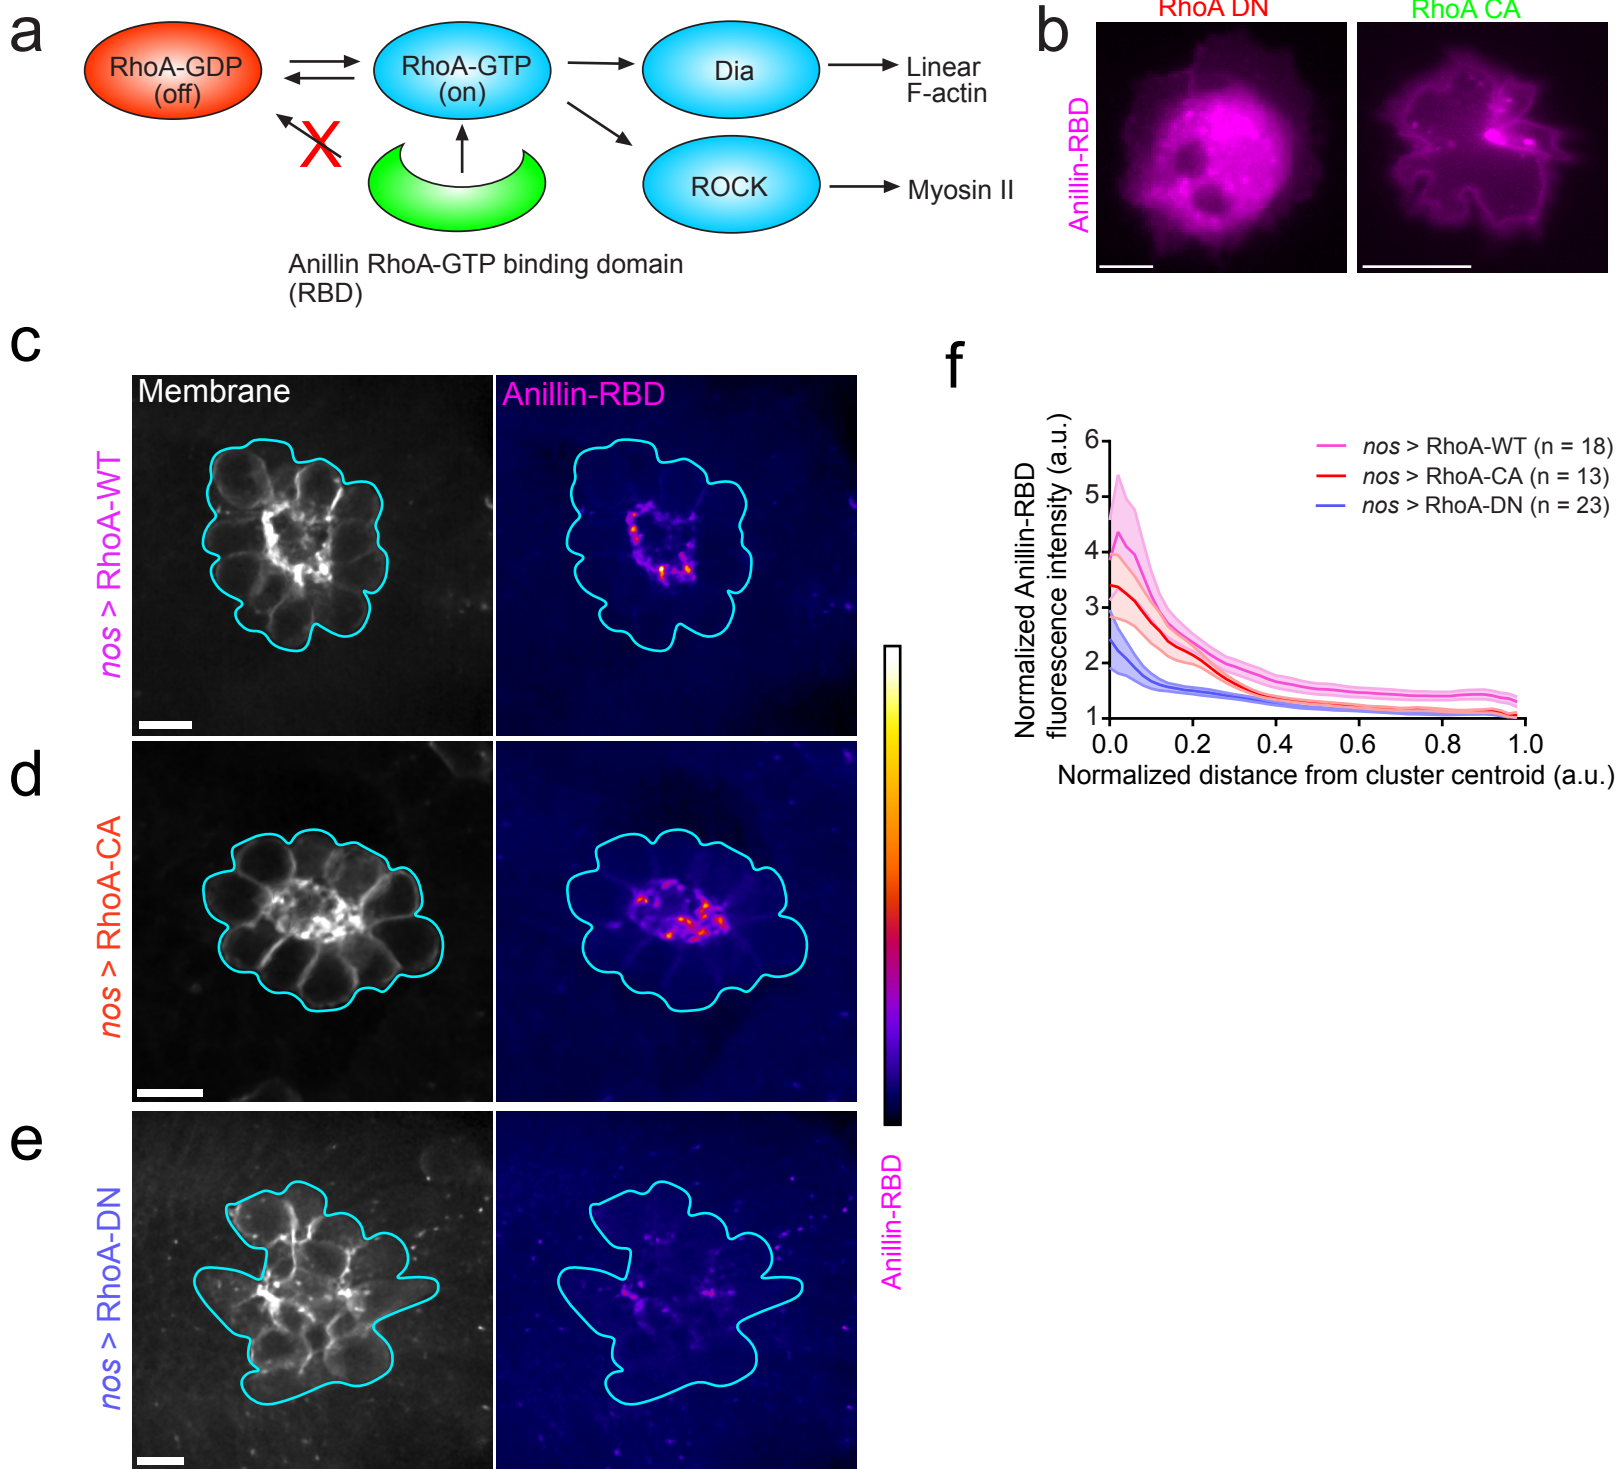 a
RhoA-GDP
(off)
RhoA-GTP
(on)
Dia
Linear
F-actin
X
ROCK
Myosin II
Anillin RhoA-GTP binding domain
(RBD)
b
RhoA DN
RhoA CA
Anillin-RBD
c
Membrane
Anillin-RBD
nos > RhoA-WT
d
nos > RhoA-CA
e
nos > RhoA-DN
Anillin-RBD
f
Normalized Anillin-RBD
fluorescence intensity (a.u.)
6
5
4
3
2
1
0.0 0.2 0.4 0.6 0.8 1.0
Normalized distance from cluster centroid (a.u.)
nos > RhoA-WT (n = 18)
nos > RhoA-CA (n = 13)
nos > RhoA-DN (n = 23)